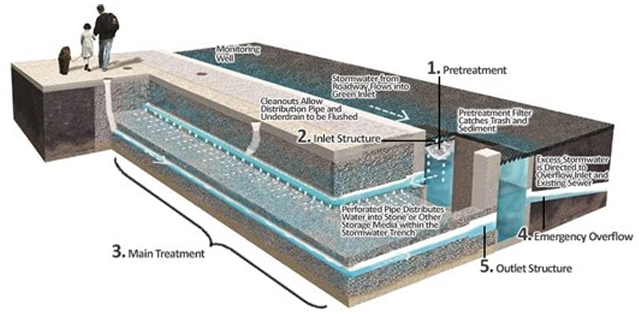 Monitoring
Well
1. Pretreatment
Stormwater from
Roadway Flows into
Green Inlet
Cleanouts Allow
Distribution Pipe and
Underdrain to be Flushed
Pretreatment Filter
Catches Trash and
Sediment
2. Inlet Structure
Excess Stormwater
is Directed to
Overflow Inlet and
Existing Sewer
Perforated Pipe Distributes
Water into Stone or Other
Storage Media within the
Stormwater Trench
4. Emergency Overflow
3. Main Treatment
5. Outlet Structure